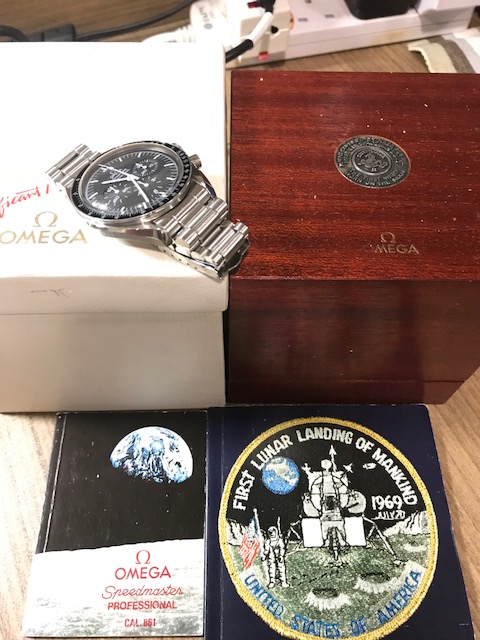 Ω
OMEGA
Ω
OMEGA
FIRST LUNAR LANDING OF MANKIND
1969
JULY 20
UNITED STATES OF AMERICA
Ω
OMEGA
Speedmaster
PROFESSIONAL
CAL. 861